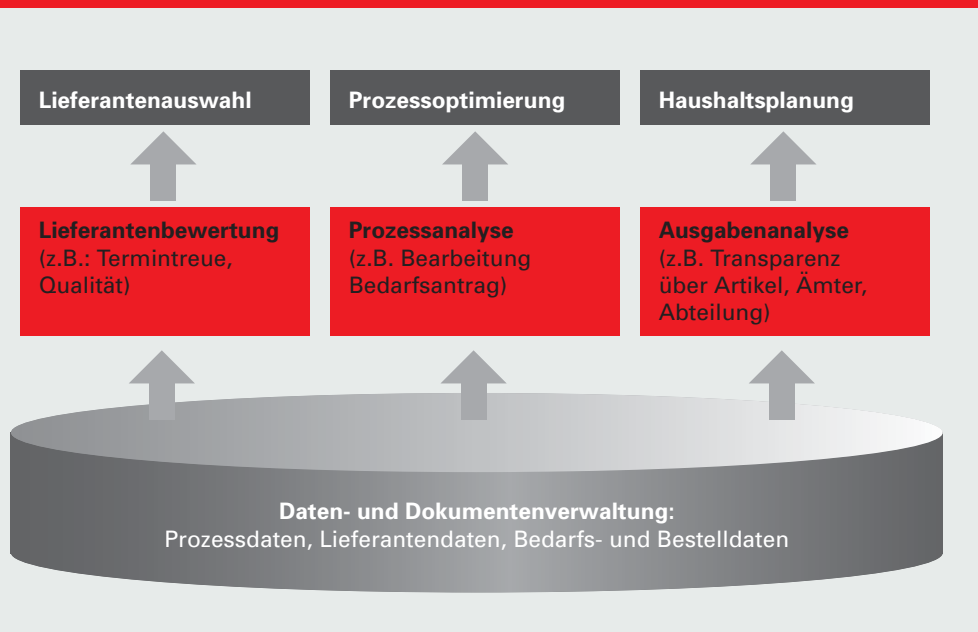 Lieferantenauswahl
Prozessoptimierung
Haushaltsplanung
Lieferantenbewertung
(z.B.: Termintreue,
Qualität)
Prozessanalyse
(z.B. Bearbeitung
Bedarfsantrag)
Ausgabenanalyse
(z.B. Transparenz
über Artikel, Ämter,
Abteilung)
Daten- und Dokumentenverwaltung:
Prozessdaten, Lieferantendaten, Bedarfs- und Bestelldaten